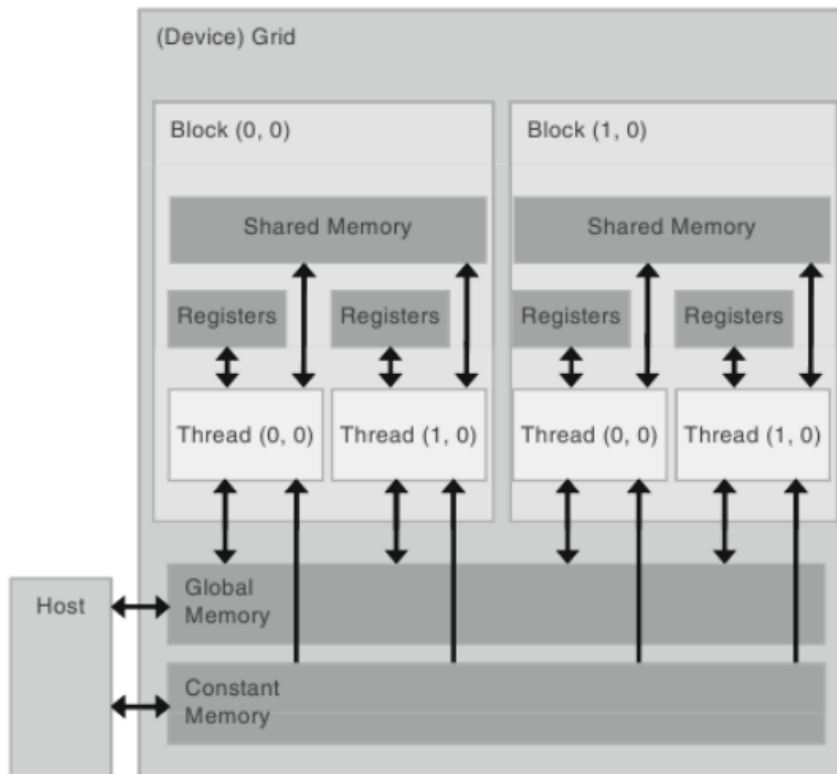 (Device) Grid
Block (0, 0)
Block (1, 0)
Shared Memory
Shared Memory
Registers
Registers
Registers
Registers
Thread (0, 0)
Thread (1, 0)
Thread (0, 0)
Thread (1, 0)
Host
Global
Memory
Constant
Memory